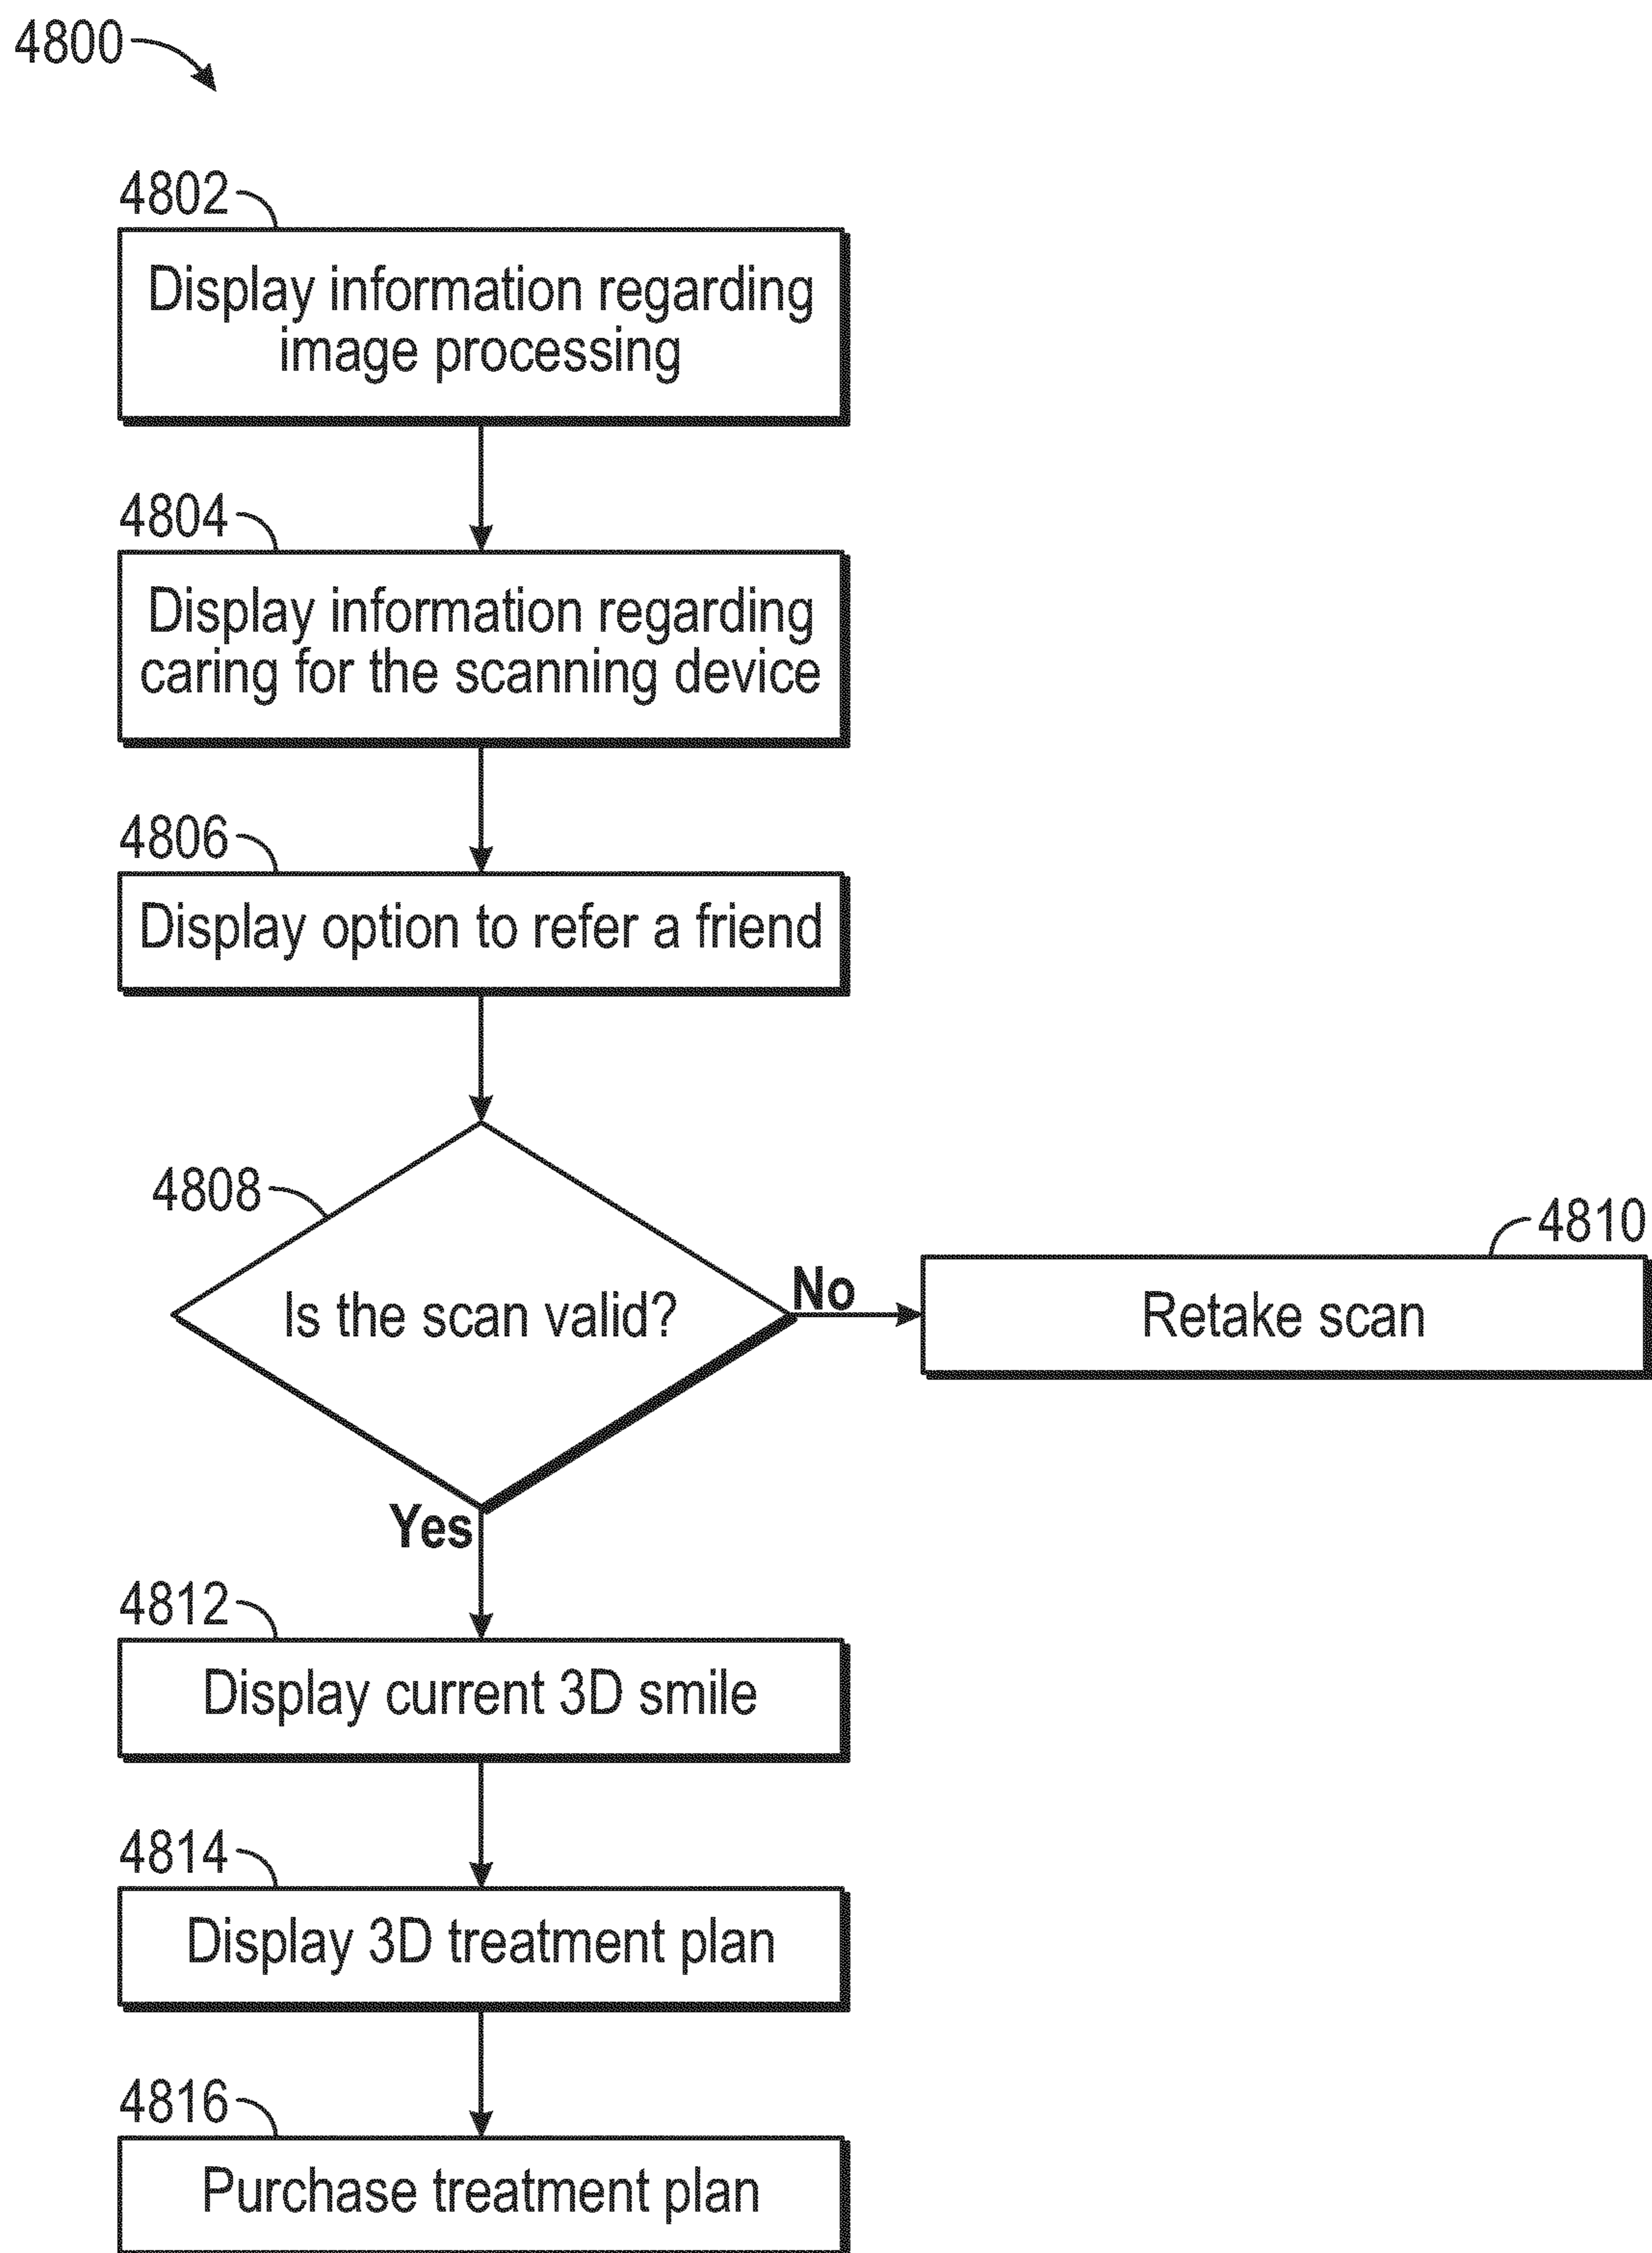 4800
4802
Display information regarding
image processing
4804
Display information regarding
caring for the scanning device
4806
Display option to refer a friend
4808
Is the scan valid?
No
4810
Retake scan
Yes
4812
Display current 3D smile
4814
Display 3D treatment plan
4816
Purchase treatment plan